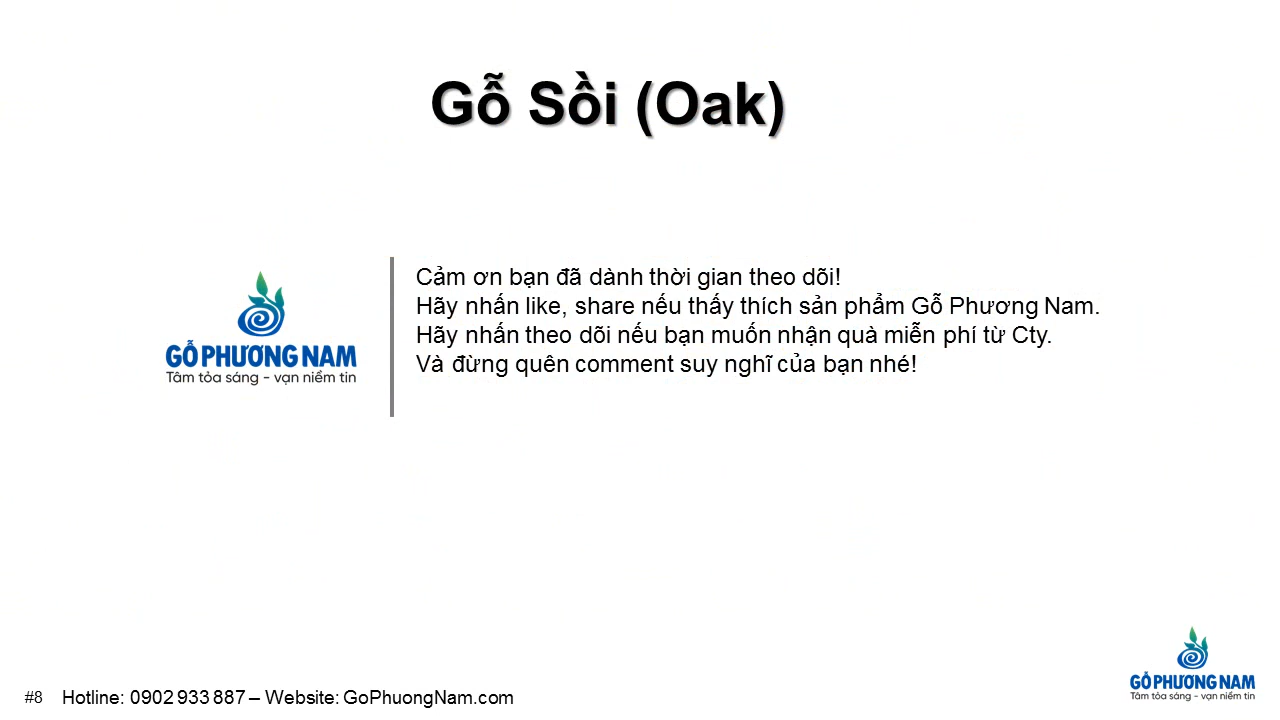 Gỗ Sồi (Oak)
GỖ PHƯƠNG NAM
Tâm tỏa sáng - vạn niềm tin
Cảm ơn bạn đã dành thời gian theo dõi!
Hãy nhấn like, share nếu thấy thích sản phẩm Gỗ Phương Nam.
Hãy nhấn theo dõi nếu bạn muốn nhận quà miễn phí từ Cty.
Và đừng quên comment suy nghĩ của bạn nhé!
#8 Hotline: 0902 933 887 – Website: GoPhuongNam.com
GỖ PHƯƠNG NAM
Tâm tỏa sáng - vạn niềm tin